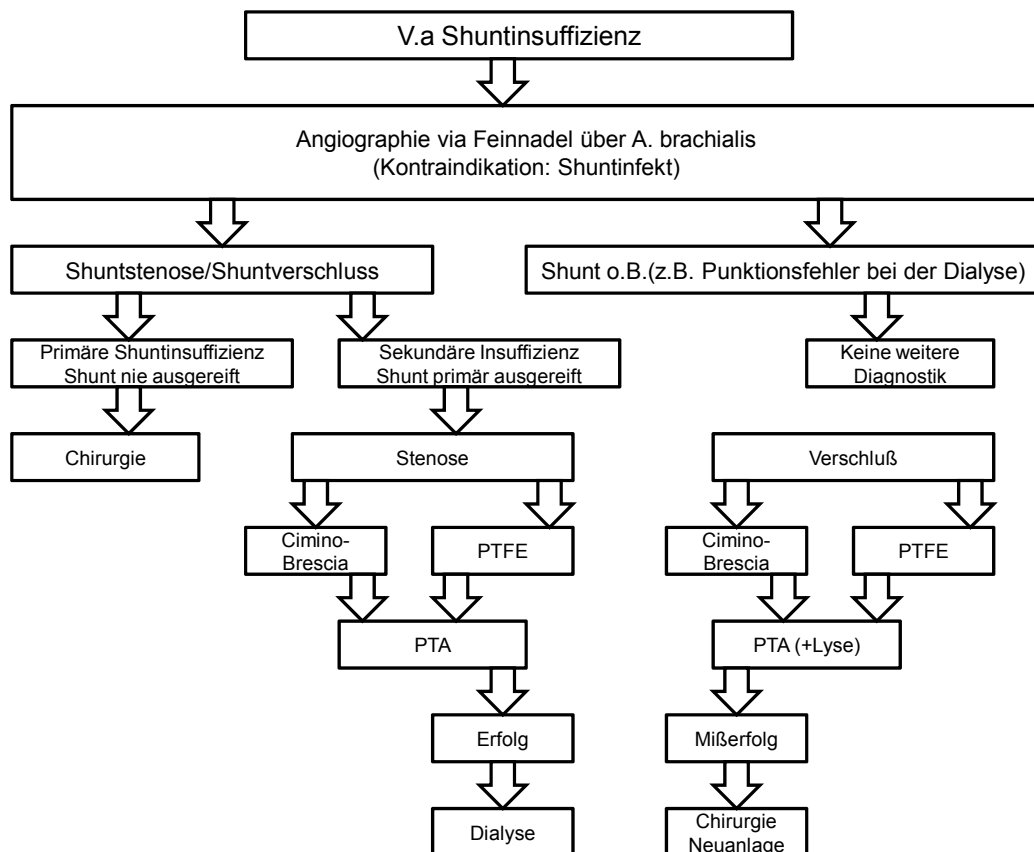 V.a Shuntinsuffizienz
Angiographie via Feinnadel über A. brachialis
(Kontraindikation: Shuntinfekt)
Shuntstenose/Shuntverschluss
Shunt o.B.(z.B. Punktionsfehler bei der Dialyse)
Primäre Shuntinsuffizienz
Shunt nie ausgereift
Sekundäre Insuffizienz
Shunt primär ausgereift
Keine weitere
Diagnostik
Chirurgie
Stenose
Verschluß
Cimino-
Brescia
PTFE
Cimino-
Brescia
PTFE
PTA
PTA (+Lyse)
Erfolg
Mißerfolg
Dialyse
Chirurgie
Neuanlage